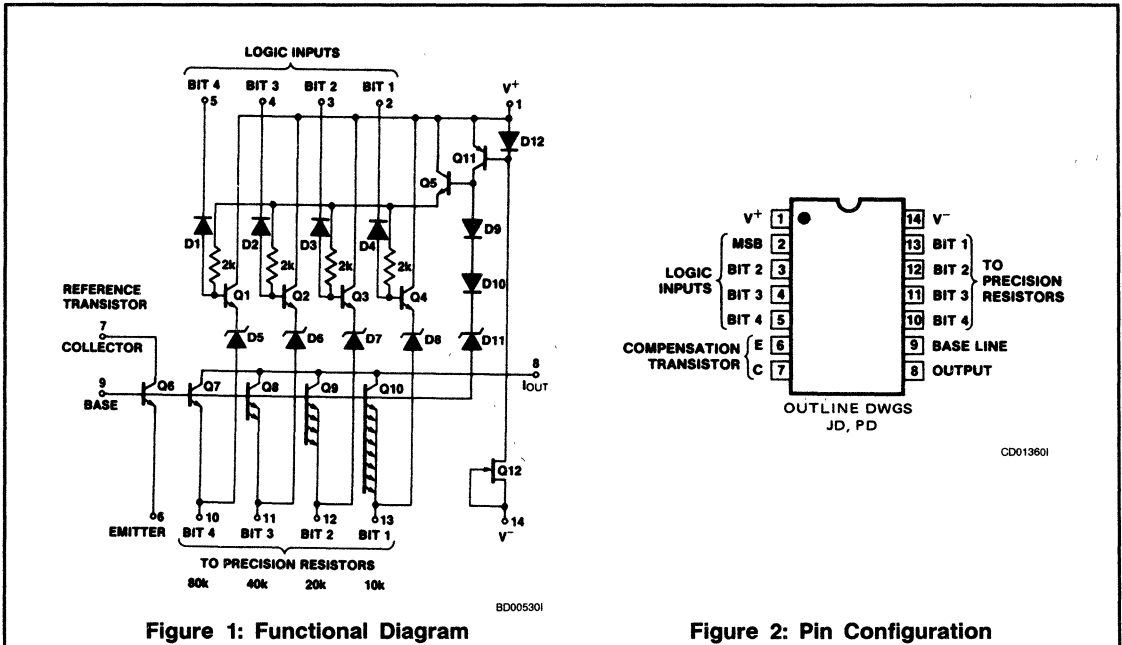 LOGIC INPUTS
BIT 4 BIT 3 BIT 2 BIT 1 V+
5 4 3 2 1
D12
Q11
Q5
D9
D1 D2 D3 D4
2k 2k 2k 2k
D10
Q1 Q2 Q3 Q4
REFERENCE
TRANSISTOR
7
COLLECTOR
D5 D6 D7 D8 D11
8
IOUT
9
BASE
Q6 Q7 Q8 Q9 Q10
Q12
6 10 11 12 13 14
EMITTER BIT 4 BIT 3 BIT 2 BIT 1 V-
TO PRECISION RESISTORS
80k 40k 20k 10k
BD00530I
Figure 1: Functional Diagram
V+ 1 14 V-
MSB 2 13 BIT 1
BIT 2 3 12 BIT 2
BIT 3 4 11 BIT 3
BIT 4 5 10 BIT 4
E 6 9 BASE LINE
C 7 8 OUTPUT
LOGIC
INPUTS
TO
PRECISION
RESISTORS
COMPENSATION
TRANSISTOR
OUTLINE DWGS
JD, PD
CD01360I
Figure 2: Pin Configuration